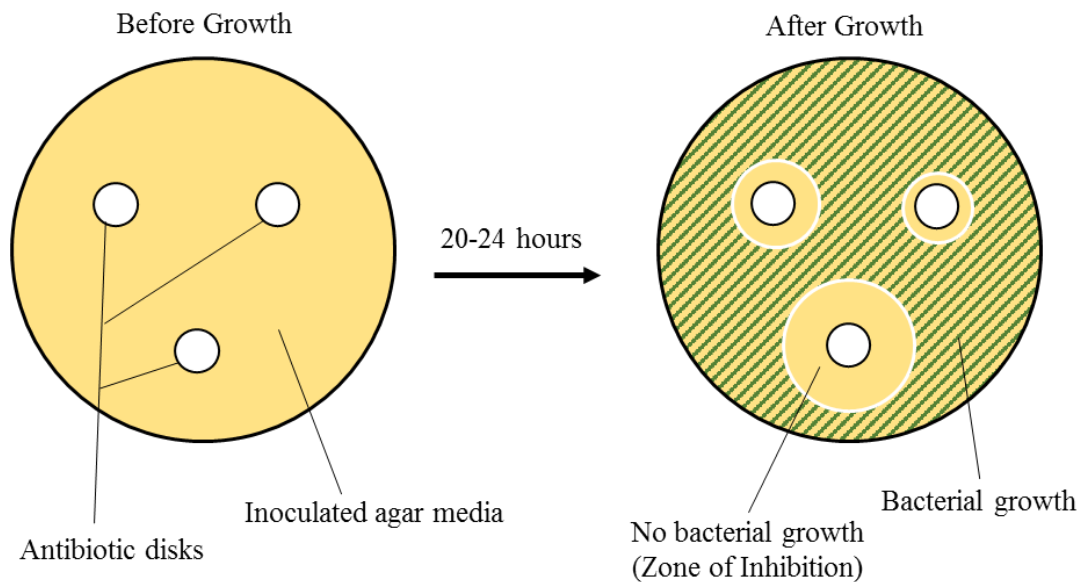 Before Growth
After Growth
20-24 hours
Inoculated agar media
Antibiotic disks
Bacterial growth
No bacterial growth
(Zone of Inhibition)